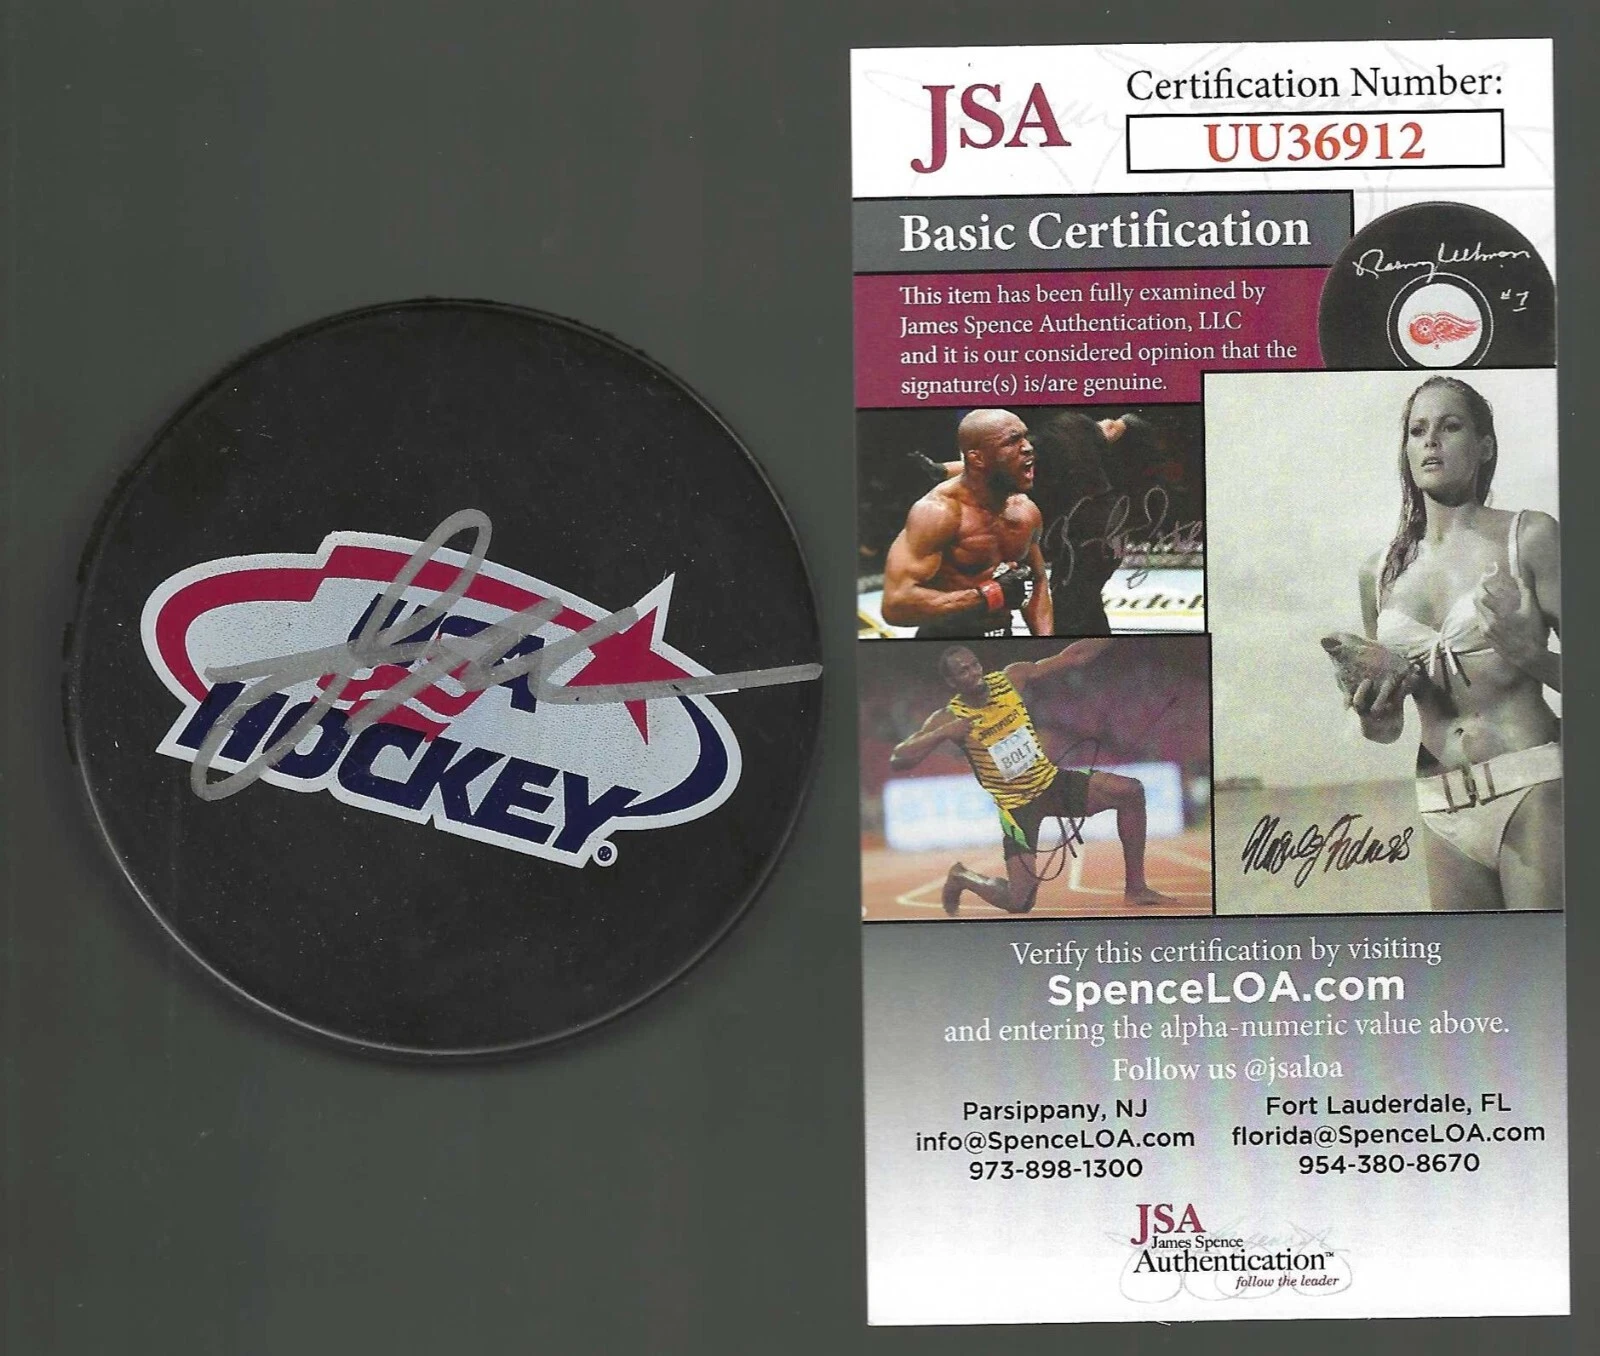 USA
HOCKEY
JSA
Certification Number:
UU36912
Basic Certification
This item has been fully examined by
James Spence Authentication, LLC
and it is our considered opinion that the
signature(s) is/are genuine.
#7
JAMAICA
BOLT
Verify this certification by visiting
SpenceLOA.com
and entering the alpha-numeric value above.
Follow us @jsaloa
Parsippany, NJ
info@SpenceLOA.com
973-898-1300
Fort Lauderdale, FL
florida@SpenceLOA.com
954-380-8670
JSA
James Spence
Authentication™
follow the leader